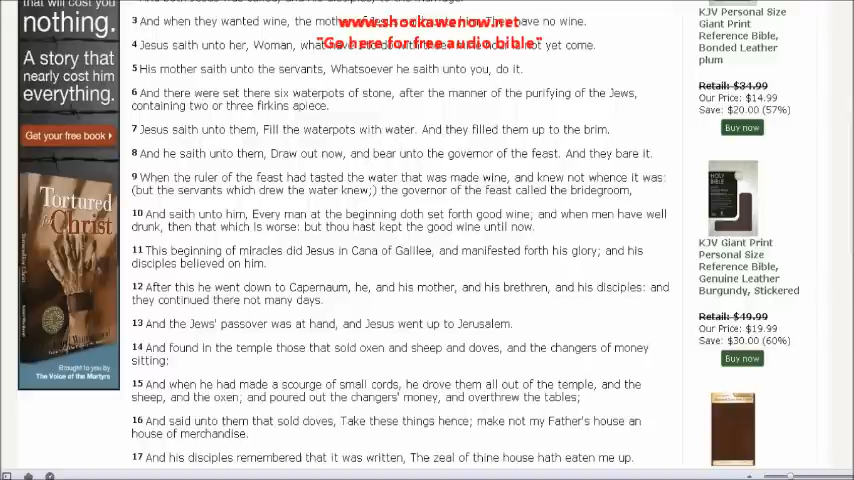 that will cost you
nothing.
A story that
nearly cost him
everything.
Get your free book
Tortured
for Christ
Brought to you by
The Voice of the Martyrs
www.shockawenow.net
"Go here for free audio bible"
3 And when they wanted wine, the mother of Jesus saith unto him, They have no wine.
4 Jesus saith unto her, Woman, what have I to do with thee? mine hour is not yet come.
5 His mother saith unto the servants, Whatsoever he saith unto you, do it.
6 And there were set there six waterpots of stone, after the manner of the purifying of the Jews,
containing two or three firkins apiece.
7 Jesus saith unto them, Fill the waterpots with water. And they filled them up to the brim.
8 And he saith unto them, Draw out now, and bear unto the governor of the feast. And they bare it.
9 When the ruler of the feast had tasted the water that was made wine, and knew not whence it was:
(but the servants which drew the water knew;) the governor of the feast called the bridegroom,
10 And saith unto him, Every man at the beginning doth set forth good wine; and when men have well
drunk, then that which is worse: but thou hast kept the good wine until now.
11 This beginning of miracles did Jesus in Cana of Galilee, and manifested forth his glory; and his
disciples believed on him.
12 After this he went down to Capernaum, he, and his mother, and his brethren, and his disciples: and
they continued there not many days.
13 And the Jews' passover was at hand, and Jesus went up to Jerusalem.
14 And found in the temple those that sold oxen and sheep and doves, and the changers of money
sitting:
15 And when he had made a scourge of small cords, he drove them all out of the temple, and the
sheep, and the oxen; and poured out the changers' money, and overthrew the tables;
16 And said unto them that sold doves, Take these things hence; make not my Father's house an
house of merchandise.
17 And his disciples remembered that it was written, The zeal of thine house hath eaten me up.
KJV Personal Size
Giant Print
Reference Bible,
Bonded Leather
plum
Retail: $34.99
Our Price: $14.99
Save: $20.00 (57%)
Buy now
HOLY
BIBLE
KJV Giant Print
Personal Size
Reference Bible,
Genuine Leather
Burgundy, Stickered
Retail: $49.99
Our Price: $19.99
Save: $30.00 (60%)
Buy now